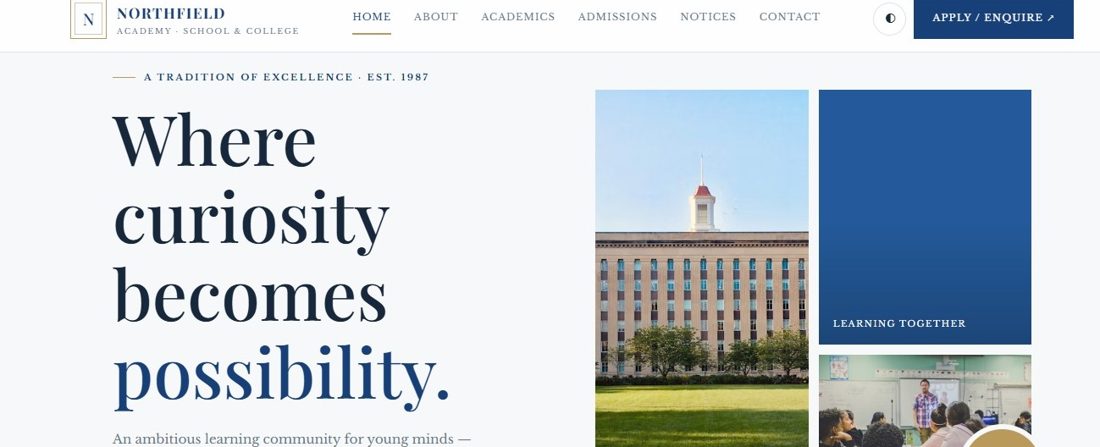 N
NORTHFIELD
ACADEMY · SCHOOL & COLLEGE
HOME ABOUT ACADEMICS ADMISSIONS NOTICES CONTACT
APPLY / ENQUIRE ↗
A TRADITION OF EXCELLENCE · EST. 1987
Where
curiosity
becomes
possibility.
An ambitious learning community for young minds —
LEARNING TOGETHER